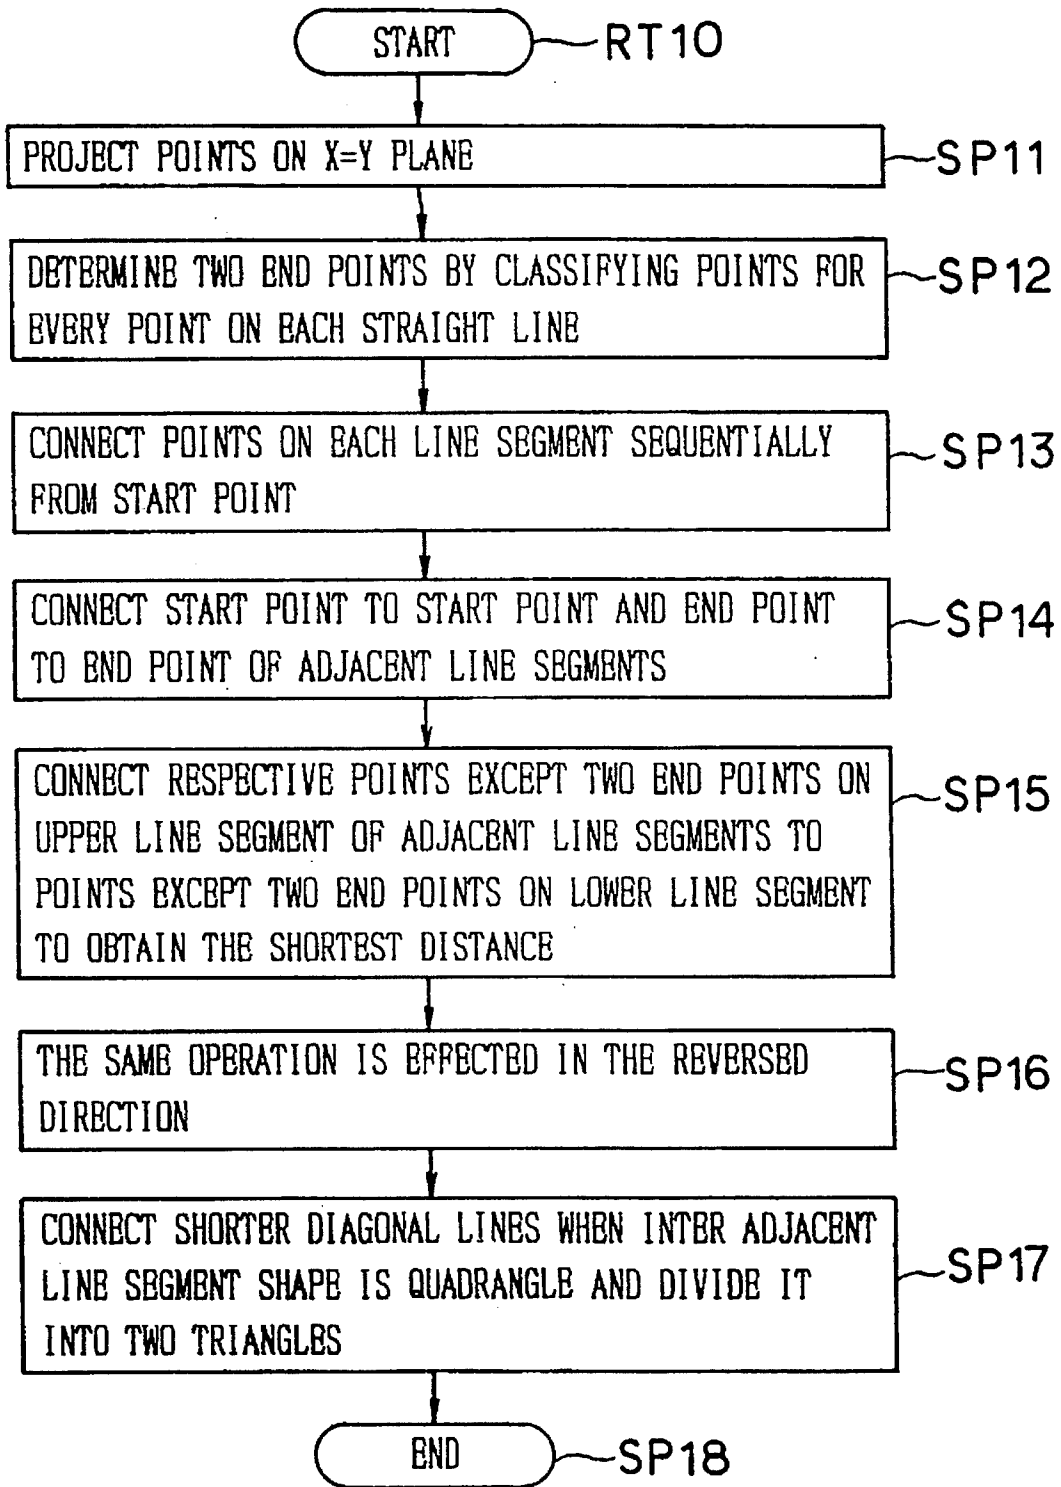 START
RT10
PROJECT POINTS ON X=Y PLANE
SP11
DETERMINE TWO END POINTS BY CLASSIFYING POINTS FOR
EVERY POINT ON EACH STRAIGHT LINE
SP12
CONNECT POINTS ON EACH LINE SEGMENT SEQUENTIALLY
FROM START POINT
SP13
CONNECT START POINT TO START POINT AND END POINT
TO END POINT OF ADJACENT LINE SEGMENTS
SP14
CONNECT RESPECTIVE POINTS EXCEPT TWO END POINTS ON
UPPER LINE SEGMENT OF ADJACENT LINE SEGMENTS TO
POINTS EXCEPT TWO END POINTS ON LOWER LINE SEGMENT
TO OBTAIN THE SHORTEST DISTANCE
SP15
THE SAME OPERATION IS EFFECTED IN THE REVERSED
DIRECTION
SP16
CONNECT SHORTER DIAGONAL LINES WHEN INTER ADJACENT
LINE SEGMENT SHAPE IS QUADRANGLE AND DIVIDE IT
INTO TWO TRIANGLES
SP17
END
SP18